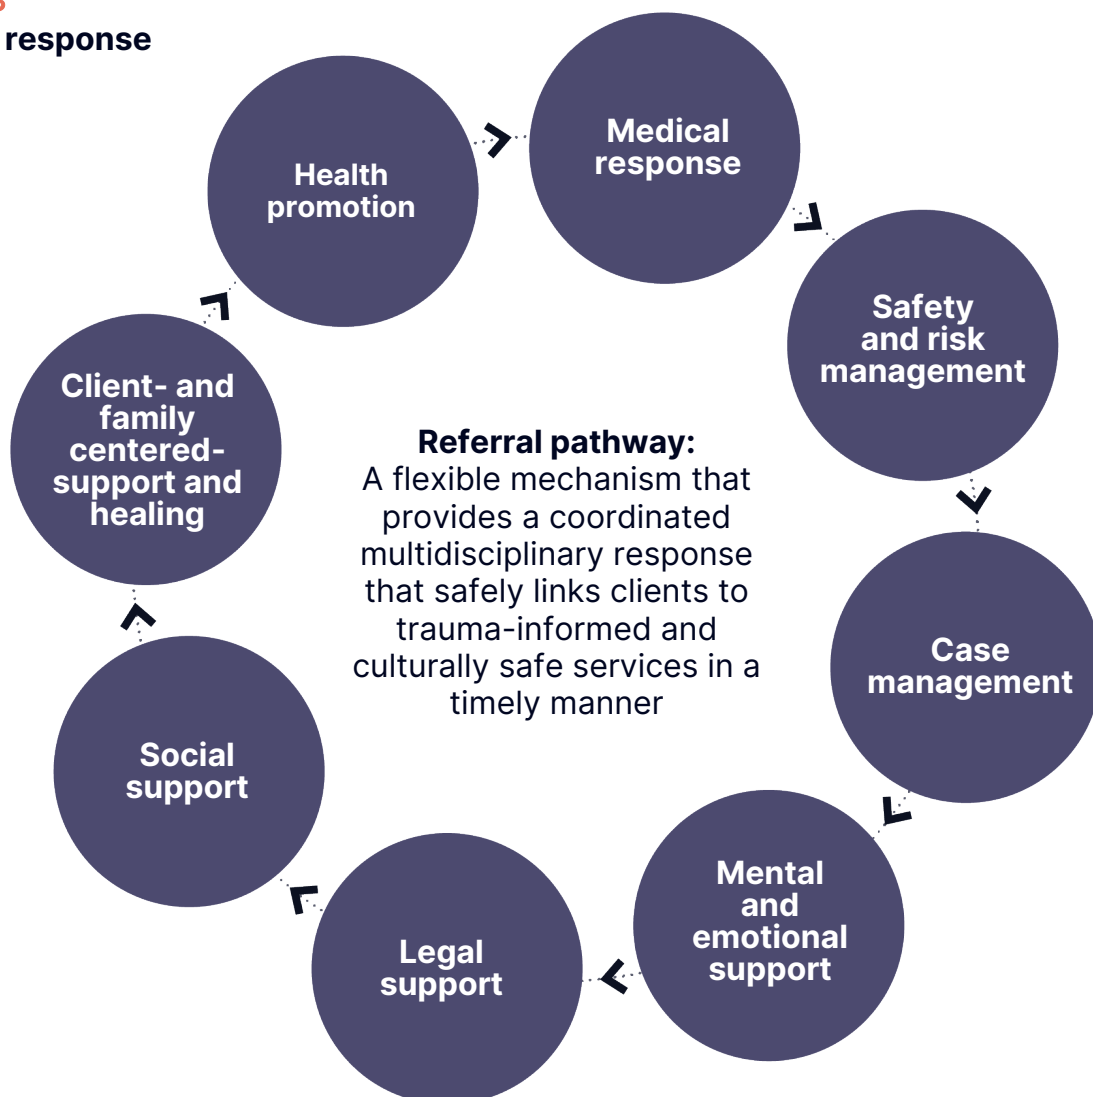 response
Health
promotion
Medical
response
Safety
and risk
management
Case
management
Mental
and
emotional
support
Legal
support
Social
support
Client- and
family
centered-
support and
healing
Referral pathway:
A flexible mechanism that
provides a coordinated
multidisciplinary response
that safely links clients to
trauma-informed and
culturally safe services in a
timely manner